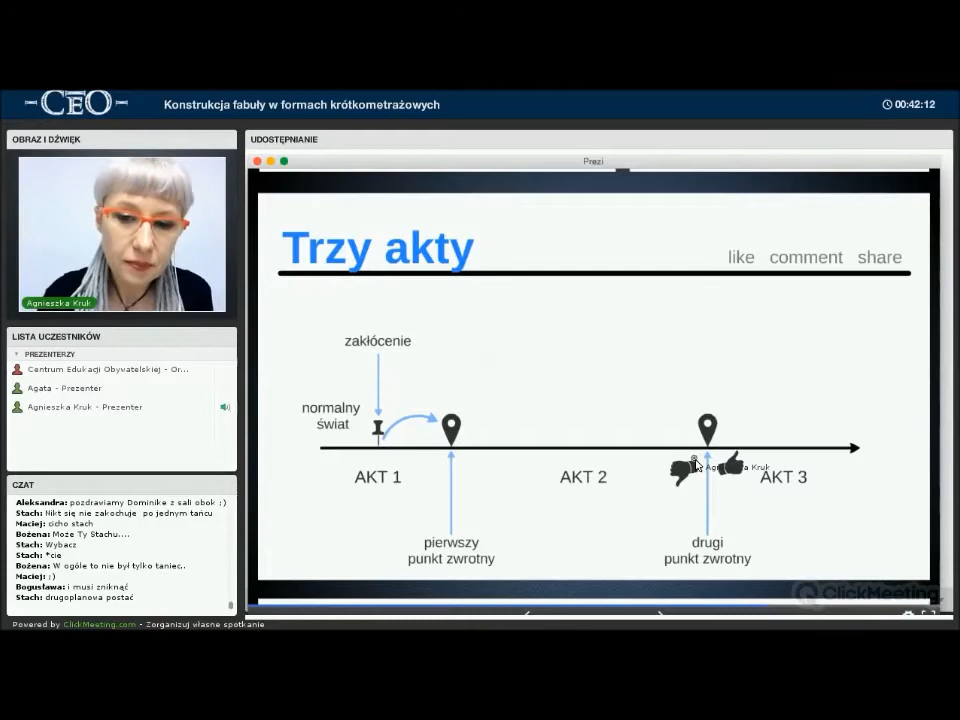 CEO
Konstrukcja fabuły w formach krótkometrażowych
00:42:12
OBRAZ I DŹWIĘK
Agnieszka Kruk
LISTA UCZESTNIKÓW
PREZENTERZY
Centrum Edukacji Obywatelskiej - Or...
Agata - Prezenter
Agnieszka Kruk - Prezenter
CZAT
Aleksandra: pozdrawiamy Dominike z sali obok ;)
Stach: Nikt się nie zakochuje po jednym tańcu
Maciej: cicho stach
Bożena: Może Ty Stachu....
Stach: Wybacz
Stach: *cie
Bożena: W ogóle to nie był tylko taniec..
Maciej: ;)
Bogusława: i musi zniknąć
Stach: drugoplanova postać
UDOSTĘPNIANIE
Prezi
Trzy akty
like comment share
zakłócenie
normalny
świat
AKT 1
AKT 2
AKT 3
pierwszy
punkt zwrotny
drugi
punkt zwrotny
ClickMeeting
Powered by ClickMeeting.com - Zorganizuj własne spotkanie